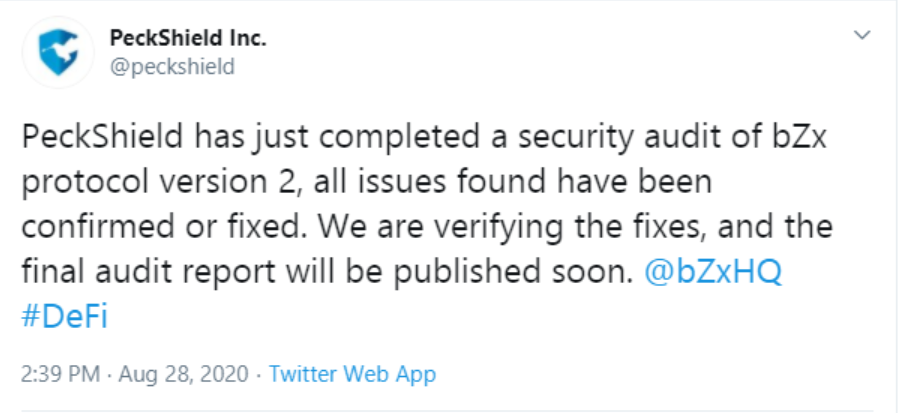 PeckShield Inc.
@peckshield
PeckShield has just completed a security audit of bZx
protocol version 2, all issues found have been
confirmed or fixed. We are verifying the fixes, and the
final audit report will be published soon. @bZxHQ
#DeFi
2:39 PM · Aug 28, 2020 · Twitter Web App